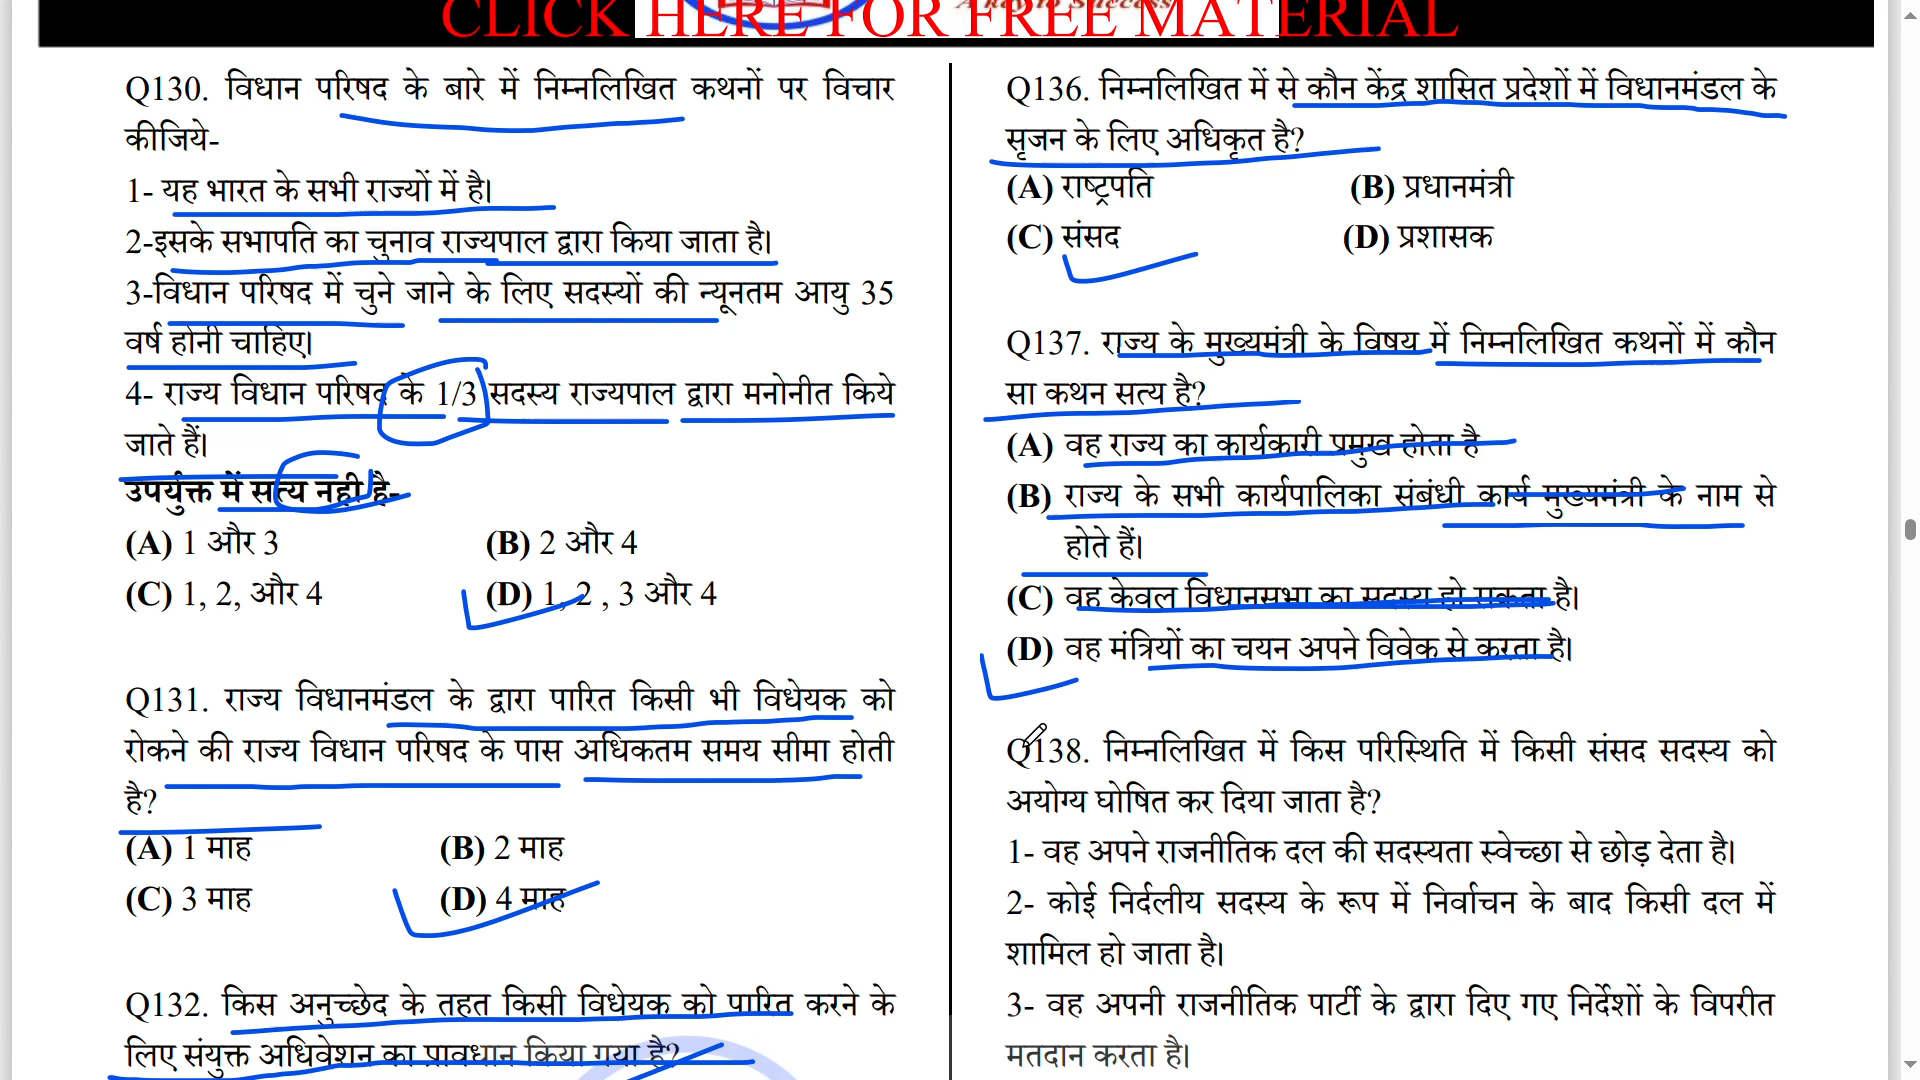 CLICK HERE FOR FREE MATERIAL
A key to Success
Q130. विधान परिषद के बारे में निम्नलिखित कथनों पर विचार
कीजिये-
1- यह भारत के सभी राज्यों में है।
2-इसके सभापति का चुनाव राज्यपाल द्वारा किया जाता है।
3-विधान परिषद में चुने जाने के लिए सदस्यों की न्यूनतम आयु 35
वर्ष होनी चाहिए।
4- राज्य विधान परिषद के 1/3 सदस्य राज्यपाल द्वारा मनोनीत किये
जाते हैं।
उपर्युक्त में सत्य नही है-
(A) 1 और 3 (B) 2 और 4
(C) 1, 2, और 4 (D) 1, 2 , 3 और 4
Q131. राज्य विधानमंडल के द्वारा पारित किसी भी विधेयक को
रोकने की राज्य विधान परिषद के पास अधिकतम समय सीमा होती
है?
(A) 1 माह (B) 2 माह
(C) 3 माह (D) 4 माह
Q132. किस अनुच्छेद के तहत किसी विधेयक को पारित करने के
लिए संयुक्त अधिवेशन का प्रावधान किया गया है?
Q136. निम्नलिखित में से कौन केंद्र शासित प्रदेशों में विधानमंडल के
सृजन के लिए अधिकृत है?
(A) राष्ट्रपति (B) प्रधानमंत्री
(C) संसद (D) प्रशासक
Q137. राज्य के मुख्यमंत्री के विषय में निम्नलिखित कथनों में कौन
सा कथन सत्य है?
(A) वह राज्य का कार्यकारी प्रमुख होता है
(B) राज्य के सभी कार्यपालिका संबंधी कार्य मुख्यमंत्री के नाम से
होते हैं।
(C) वह केवल विधानसभा का सदस्य हो सकता है।
(D) वह मंत्रियों का चयन अपने विवेक से करता है।
Q138. निम्नलिखित में किस परिस्थिति में किसी संसद सदस्य को
अयोग्य घोषित कर दिया जाता है?
1- वह अपने राजनीतिक दल की सदस्यता स्वेच्छा से छोड़ देता है।
2- कोई निर्दलीय सदस्य के रूप में निर्वाचन के बाद किसी दल में
शामिल हो जाता है।
3- वह अपनी राजनीतिक पार्टी के द्वारा दिए गए निर्देशों के विपरीत
मतदान करता है।